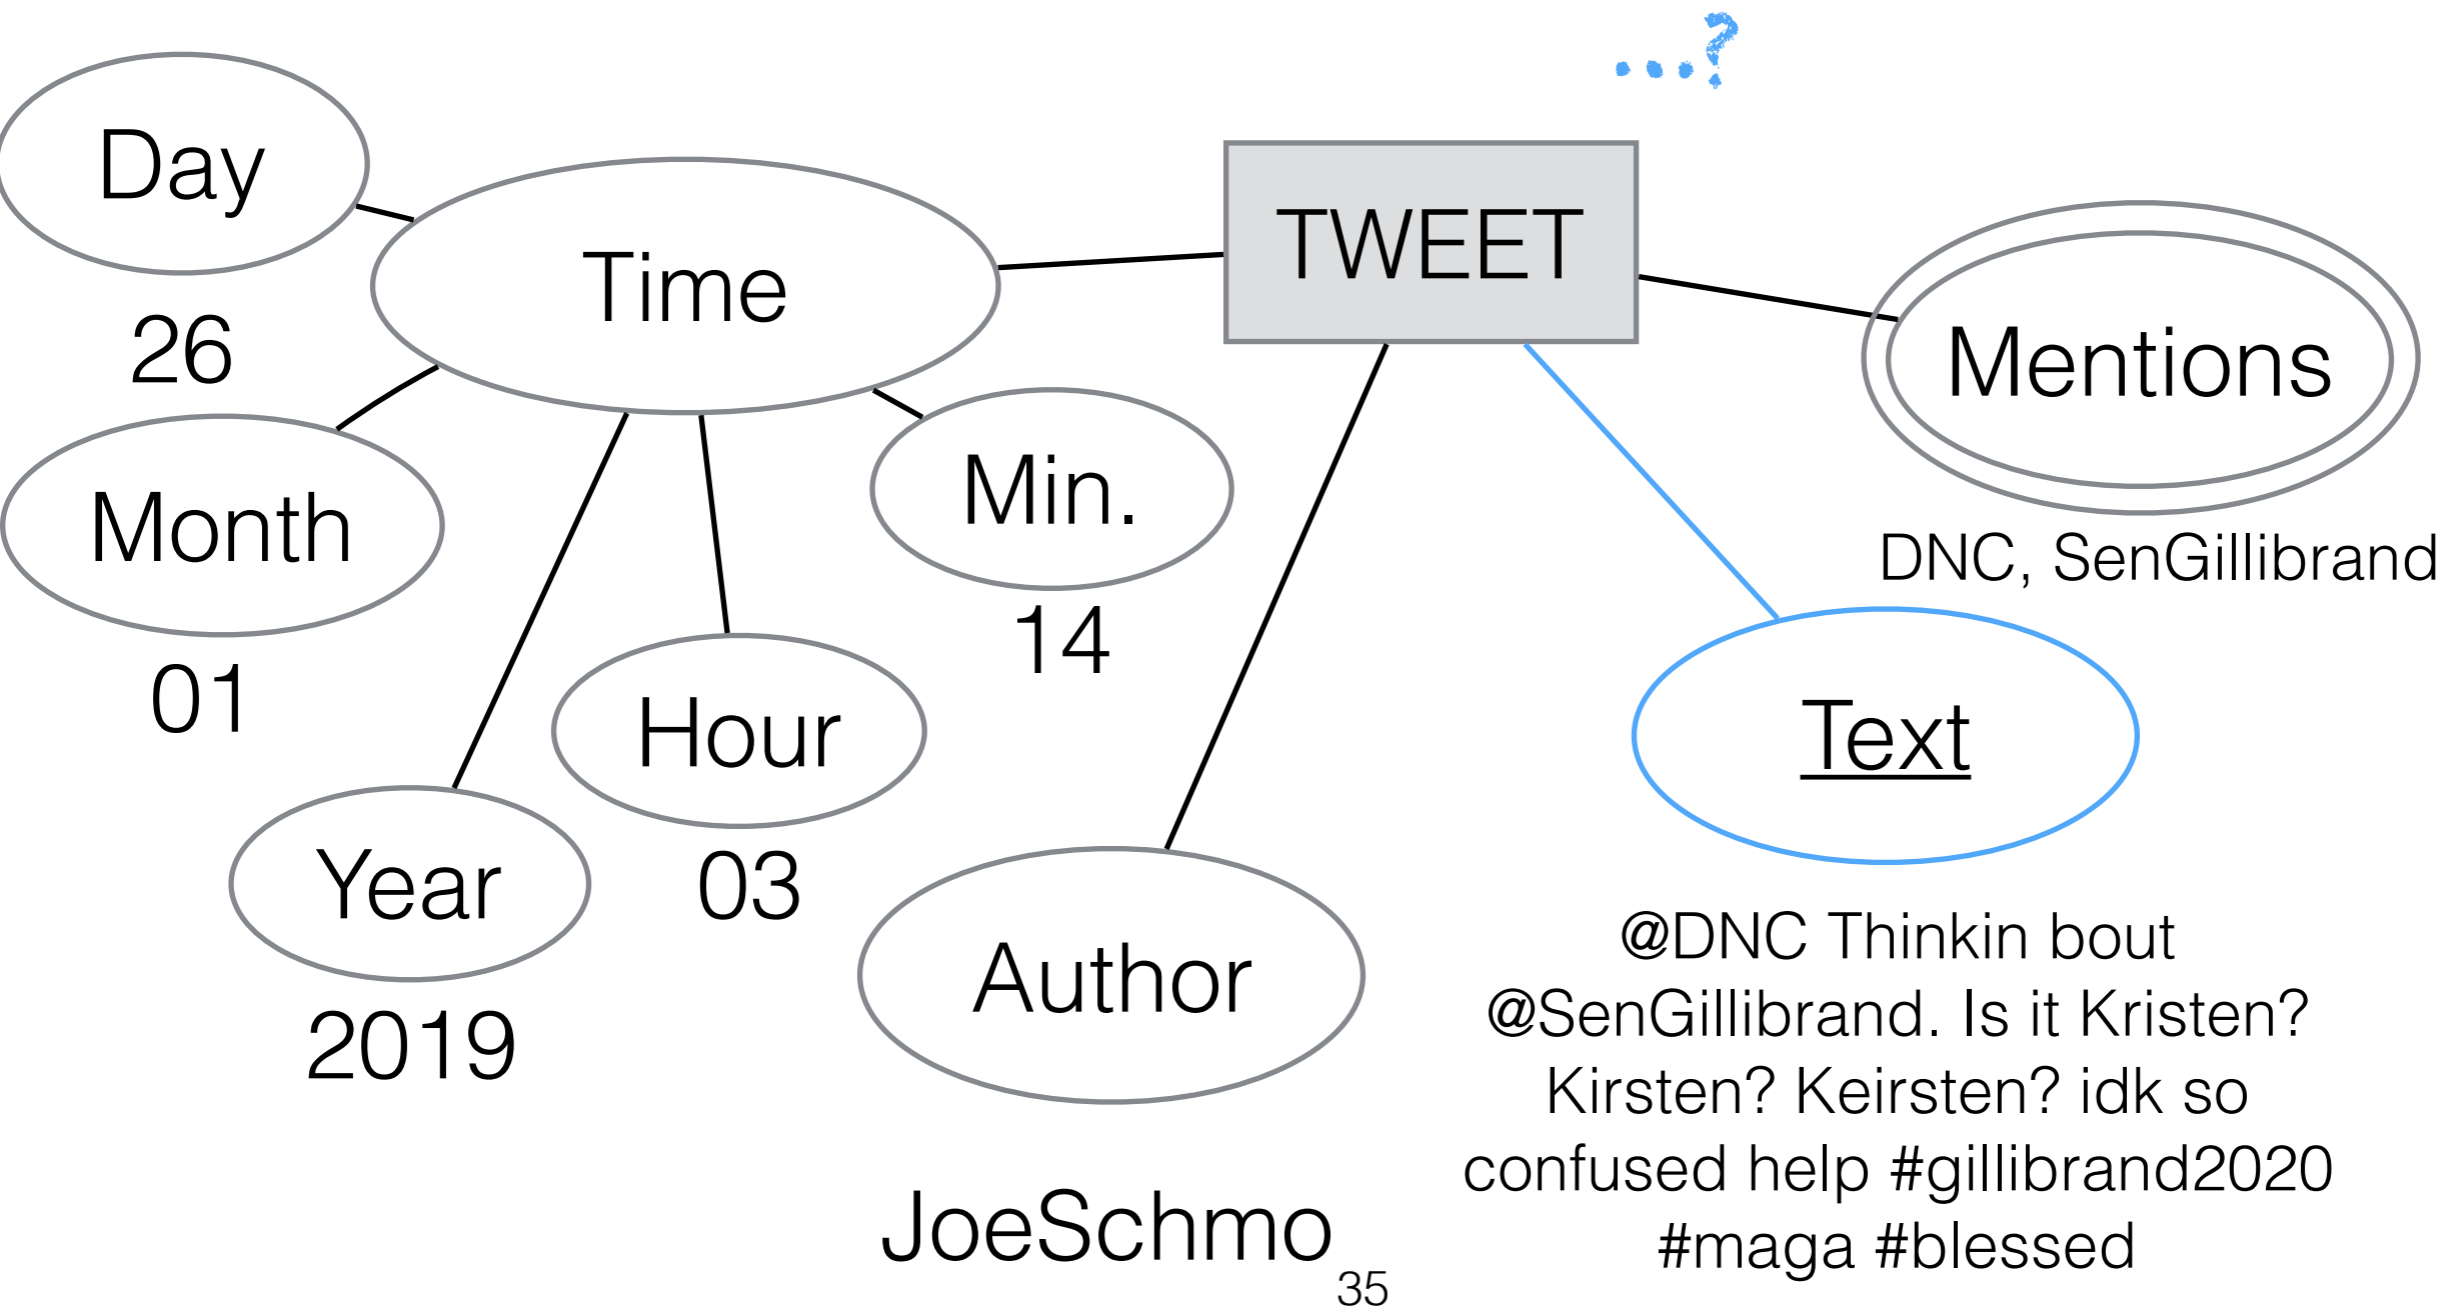 ...?
Day
26
Time
TWEET
Mentions
DNC, SenGillibrand
Month
01
Min.
14
Hour
03
Year
2019
Author
JoeSchmo
Text
@DNC Thinkin bout
@SenGillibrand. Is it Kristen?
Kirsten? Keirsten? idk so
confused help #gillibrand2020
#maga #blessed
35